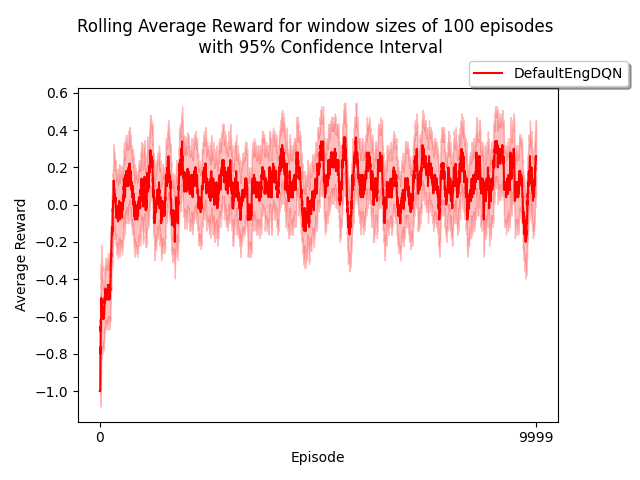 Rolling Average Reward for window sizes of 100 episodes
with 95% Confidence Interval
DefaultEngDQN
0.6
0.4
0.2
0.0
−0.2
−0.4
−0.6
−0.8
−1.0
Average Reward
0
9999
Episode